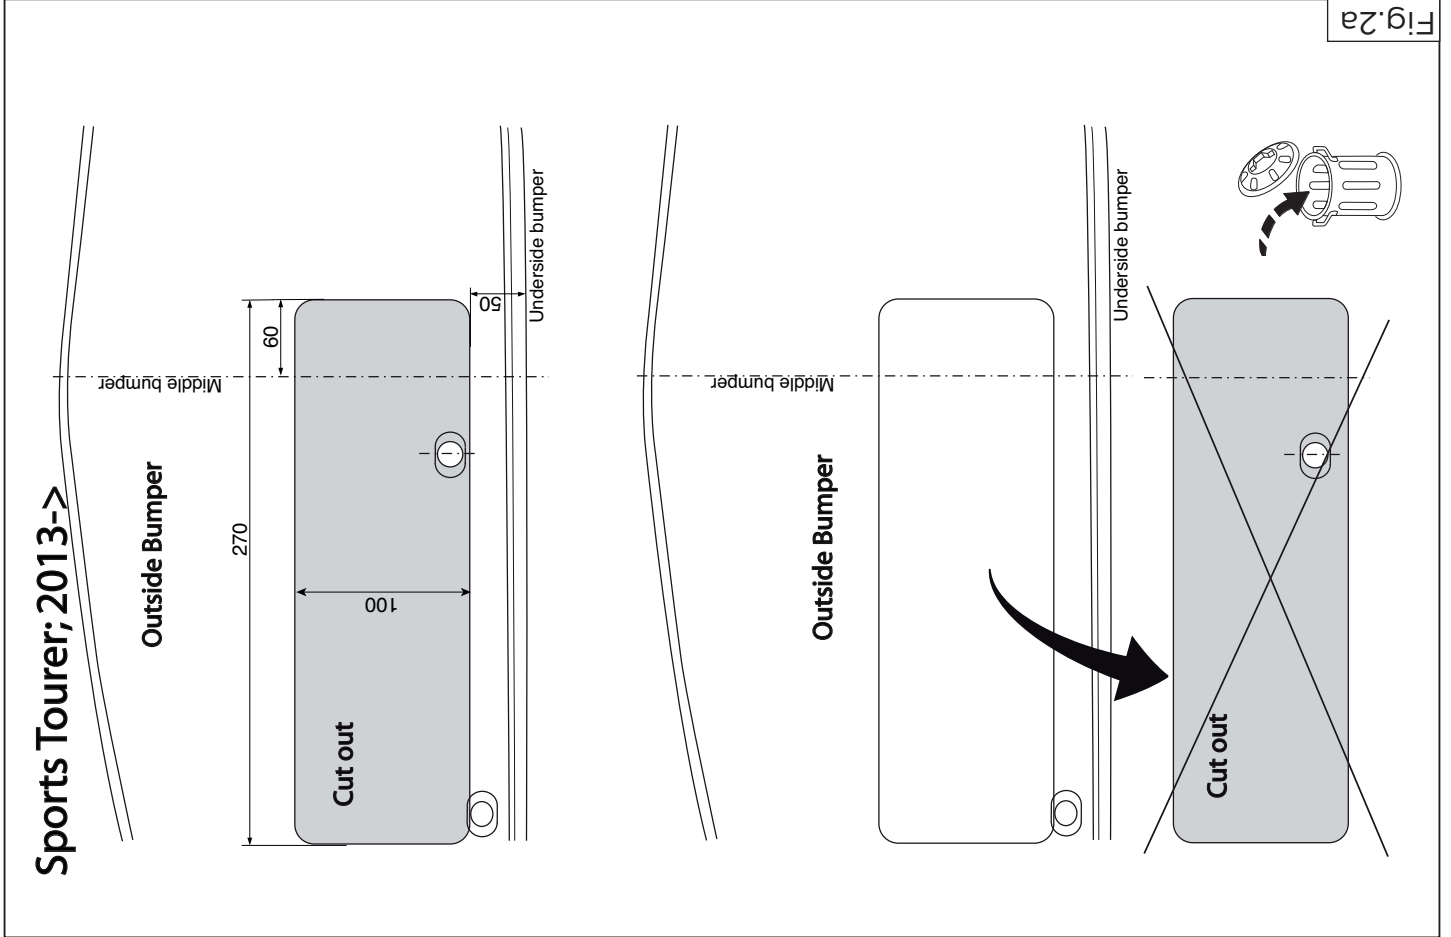 Fig.2a
Sports Tourer; 2013->
Outside Bumper
Middle bumper
270
60
100
50
Cut out
Underside bumper
Outside Bumper
Middle bumper
Underside bumper
Cut out